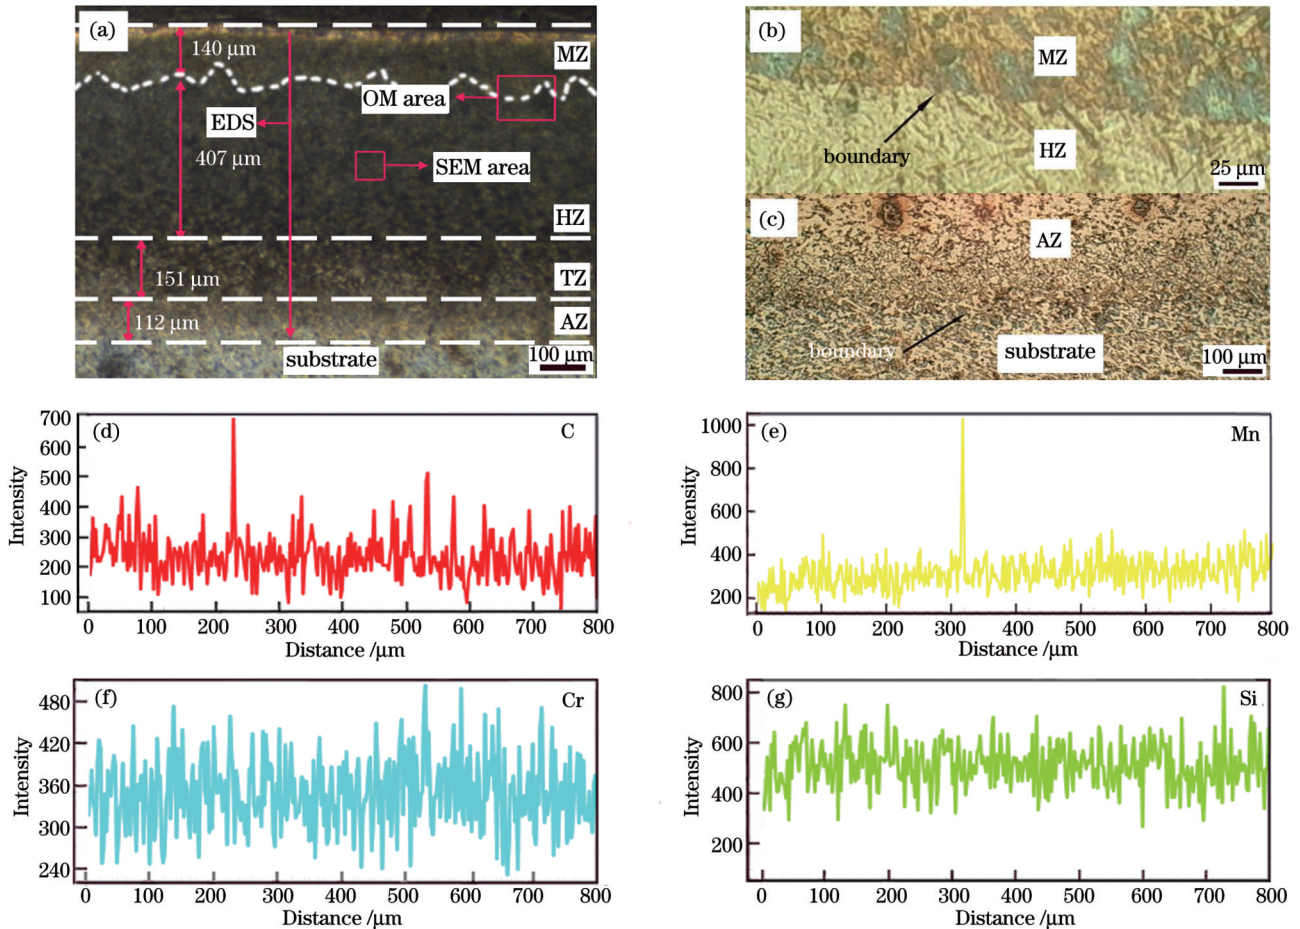 (a)
140 μm
MZ
OM area
EDS
407 μm
SEM area
HZ
151 μm
TZ
112 μm
AZ
substrate
100 μm
(b)
MZ
boundary
HZ
25 μm
(c)
AZ
boundary
substrate
100 μm
(d)
C
700
600
500
400
300
200
100
Intensity
0 100 200 300 400 500 600 700 800
Distance /μm
(e)
Mn
1000
800
600
400
200
Intensity
0 100 200 300 400 500 600 700 800
Distance /μm
(f)
Cr
480
420
360
300
240
Intensity
0 100 200 300 400 500 600 700 800
Distance /μm
(g)
Si
800
600
400
200
Intensity
0 100 200 300 400 500 600 700 800
Distance /μm